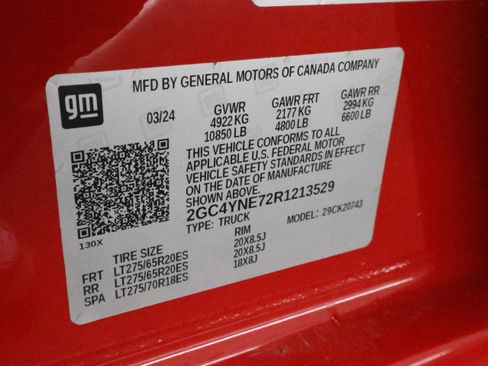 MFD BY GENERAL MOTORS OF CANADA COMPANY
gm
03/24 GVWR GAWR FRT GAWR RR
4922 KG 2177 KG 2994 KG
10850 LB 4800 LB 6600 LB
THIS VEHICLE CONFORMS TO ALL
APPLICABLE U.S. FEDERAL MOTOR
VEHICLE SAFETY STANDARDS IN EFFECT
ON THE DATE OF MANUFACTURE
SHOWN ABOVE.
2GC4YNE72R1213529
TYPE: TRUCK MODEL: 29CK20743
130X
TIRE SIZE RIM
FRT LT275/65R20ES 20X8.5J
RR LT275/65R20ES 20X8.5J
SPA LT275/70R18ES 18X8J